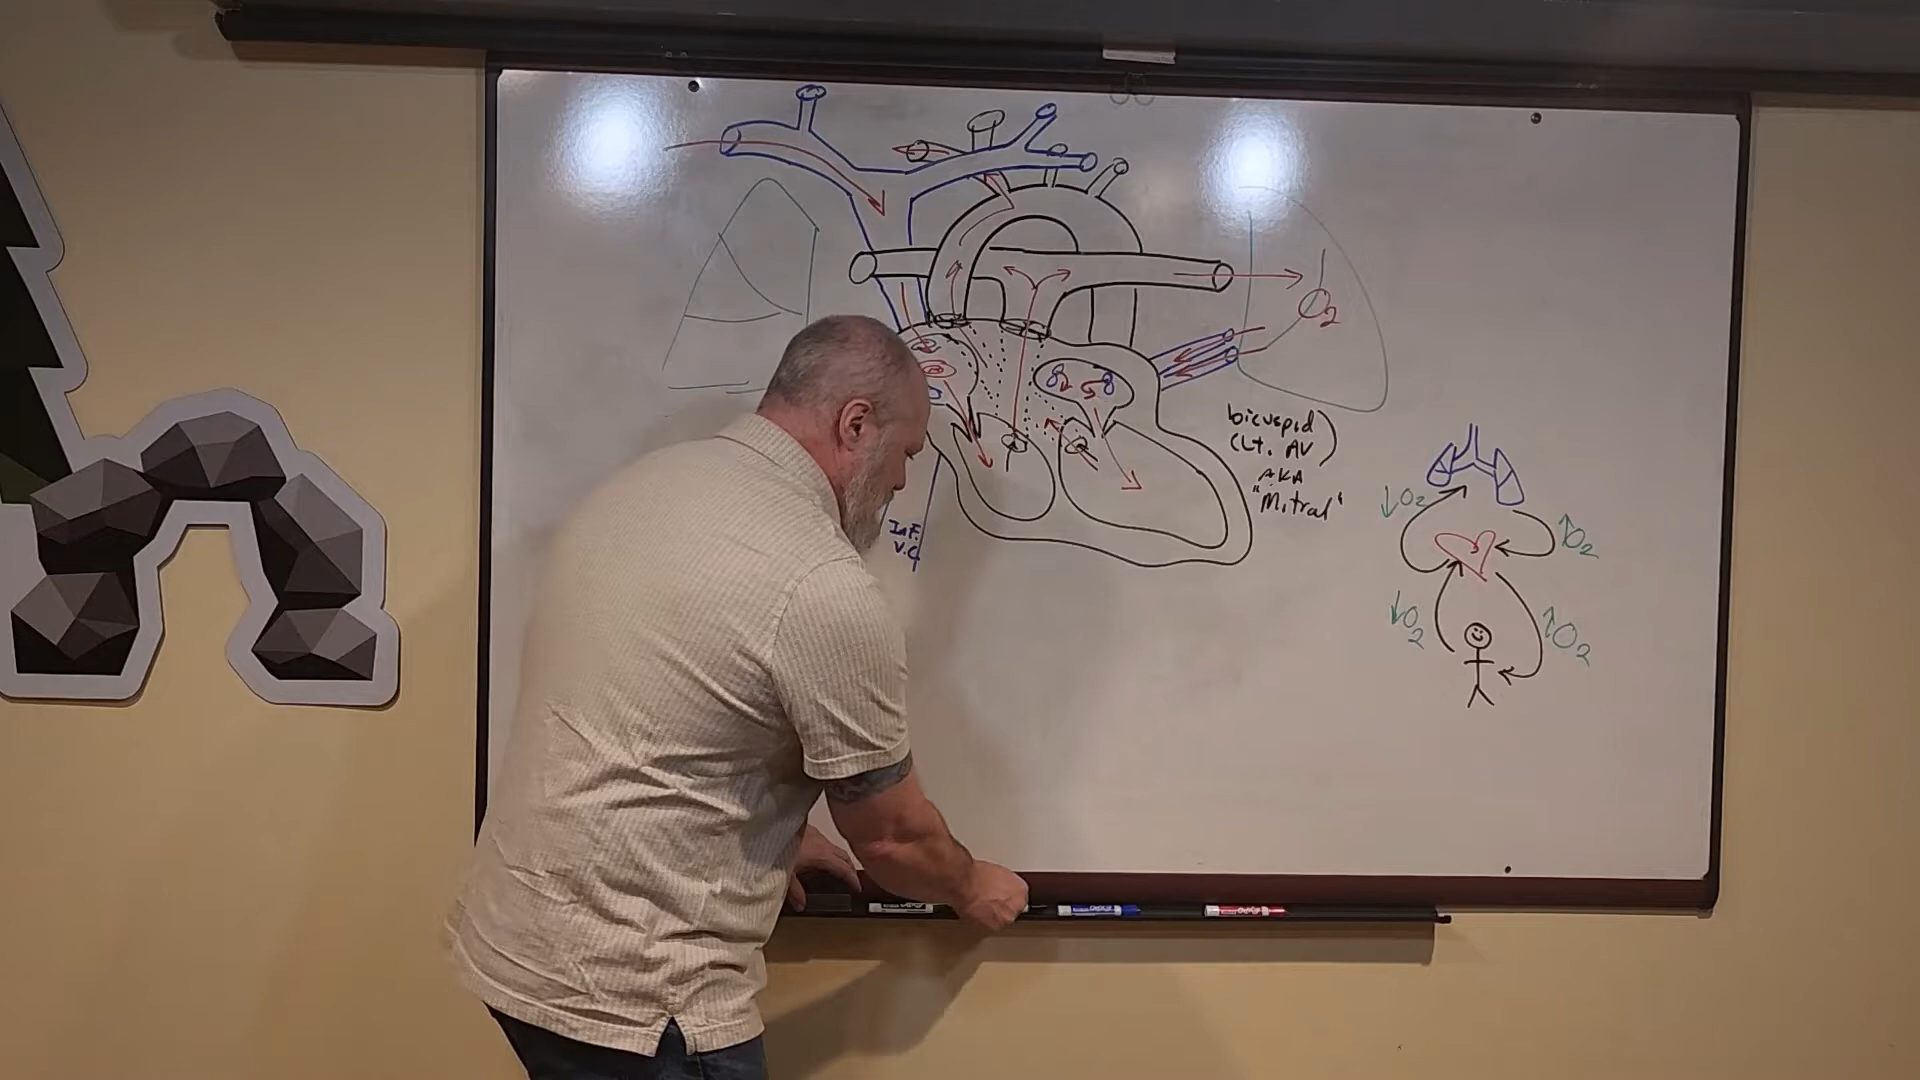 O2
bicuspid
(Lt. AV)
AKA
"Mitral"
Inf.
V.C
↓O2
↑O2
↓O2
↑O2